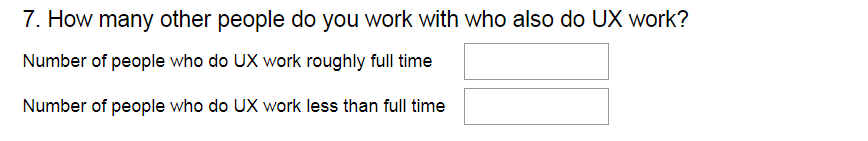 7. How many other people do you work with who also do UX work?
Number of people who do UX work roughly full time
Number of people who do UX work less than full time